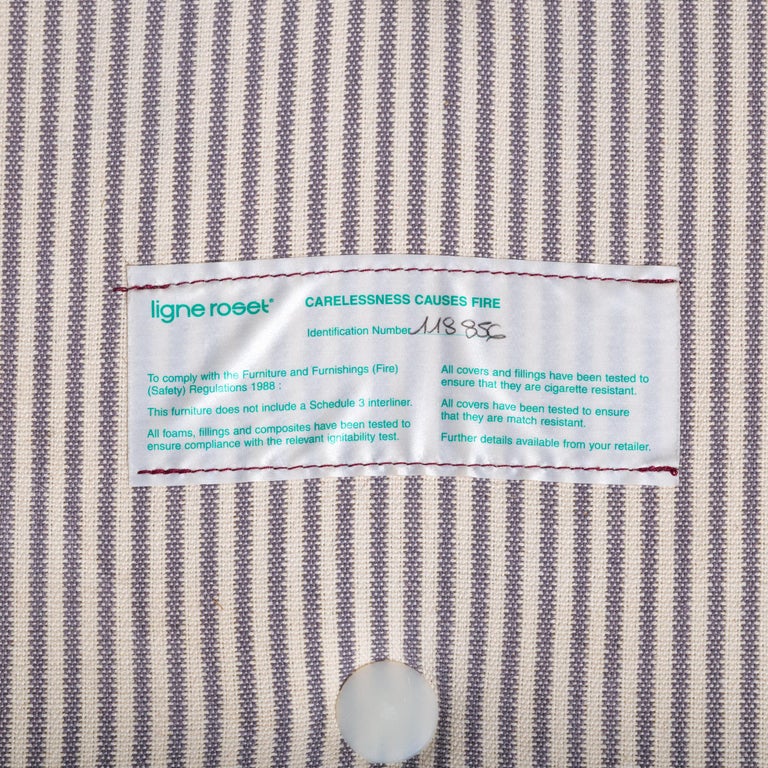 ligne roset®
CARELESSNESS CAUSES FIRE
Identification Number 118856
To comply with the Furniture and Furnishings (Fire)
(Safety) Regulations 1988 :
This furniture does not include a Schedule 3 interliner.
All foams, fillings and composites have been tested to
ensure compliance with the relevant ignitability test.
All covers and fillings have been tested to
ensure that they are cigarette resistant.
All covers have been tested to ensure
that they are match resistant.
Further details available from your retailer.